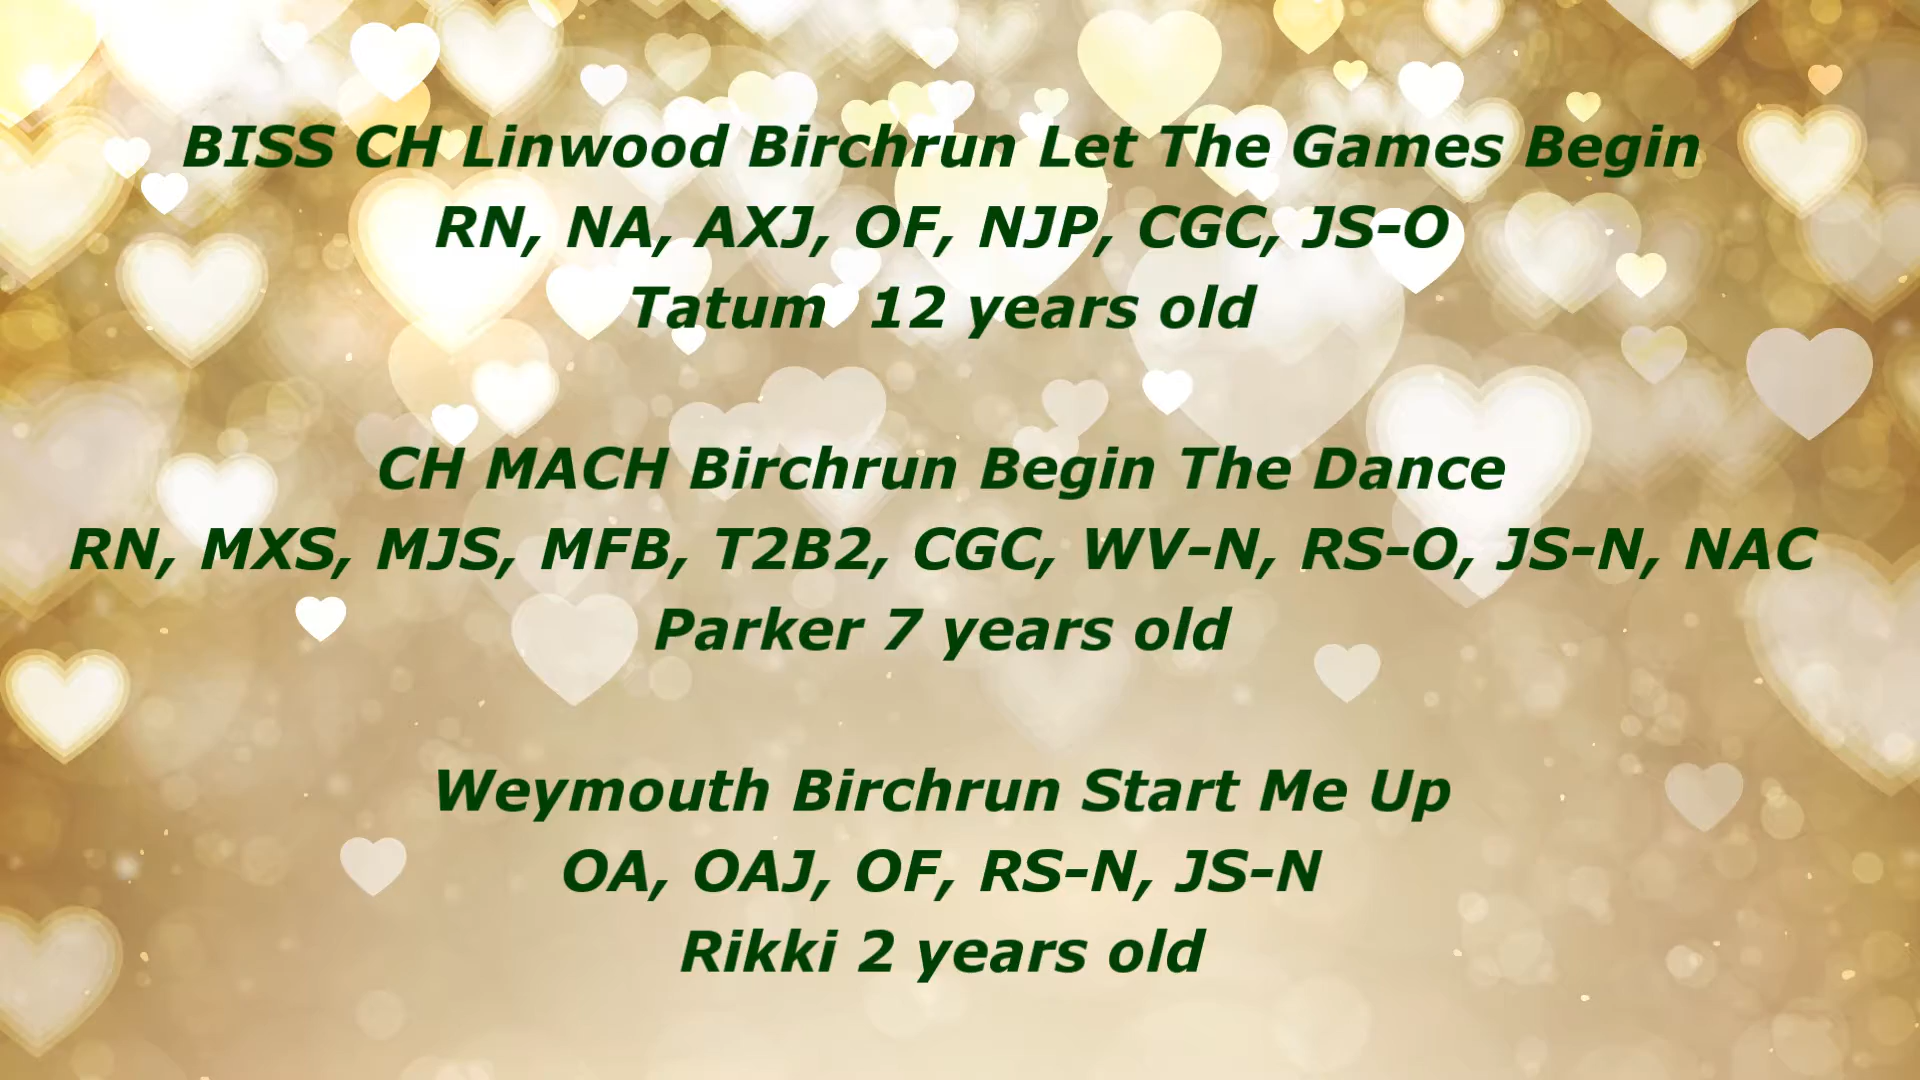 BISS CH Linwood Birchrun Let The Games Begin
RN, NA, AXJ, OF, NJP, CGC, JS-O
Tatum  12 years old
CH MACH Birchrun Begin The Dance
RN, MXS, MJS, MFB, T2B2, CGC, WV-N, RS-O, JS-N, NAC
Parker 7 years old
Weymouth Birchrun Start Me Up
OA, OAJ, OF, RS-N, JS-N
Rikki 2 years old